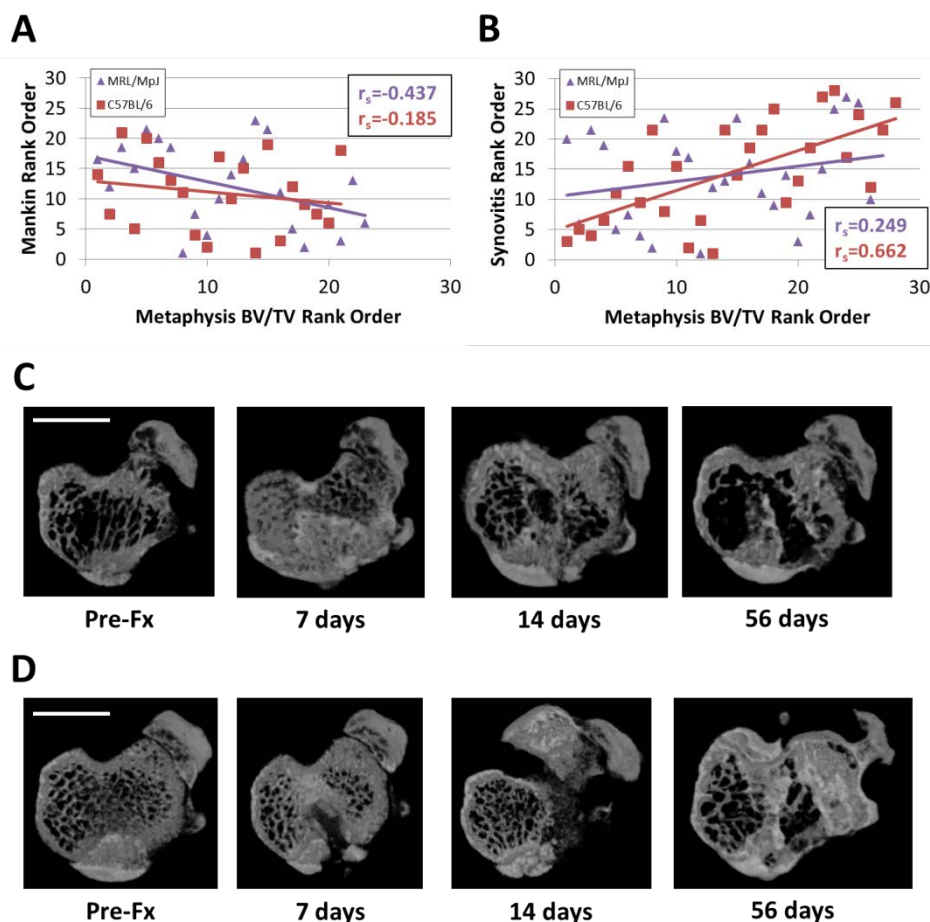 A
B
Mankin Rank Order
30
25
20
15
10
5
0
MRL/MpJ
C57BL/6
rs=-0.437
rs=-0.185
0
10
20
30
Metaphysis BV/TV Rank Order
Synovitis Rank Order
30
25
20
15
10
5
0
MRL/MpJ
C57BL/6
rs=0.249
rs=0.662
0
10
20
30
Metaphysis BV/TV Rank Order
C
Pre-Fx
7 days
14 days
56 days
D
Pre-Fx
7 days
14 days
56 days